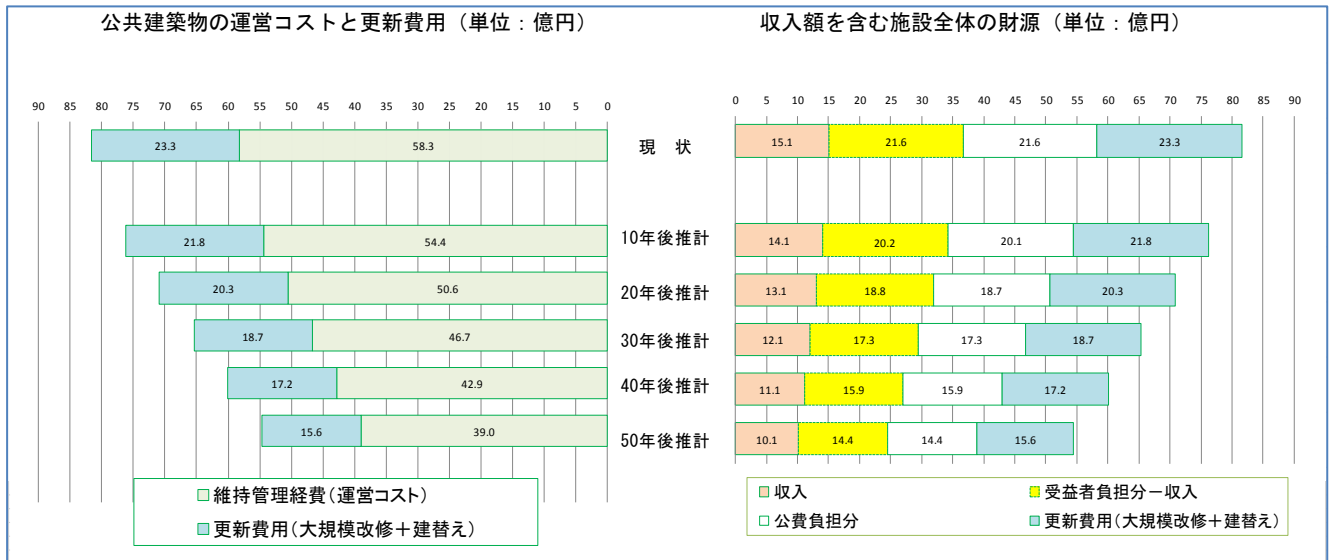 公共建築物の運営コストと更新費用（単位：億円）
90 85 80 75 70 65 60 55 50 45 40 35 30 25 20 15 10 5 0
23.3 58.3
21.8 54.4
20.3 50.6
18.7 46.7
17.2 42.9
15.6 39.0
維持管理経費(運営コスト)
更新費用(大規模改修＋建替え)
現 状
10年後推計
20年後推計
30年後推計
40年後推計
50年後推計
収入額を含む施設全体の財源（単位：億円）
0 5 10 15 20 25 30 35 40 45 50 55 60 65 70 75 80 85 90
15.1 21.6 21.6 23.3
14.1 20.2 20.1 21.8
13.1 18.8 18.7 20.3
12.1 17.3 17.3 18.7
11.1 15.9 15.9 17.2
10.1 14.4 14.4 15.6
収入 受益者負担分－収入
公費負担分 更新費用(大規模改修＋建替え)